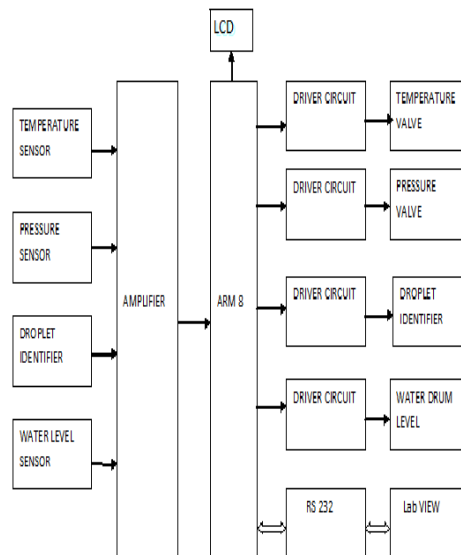 LCD
TEMPERATURE
SENSOR
PRESSURE
SENSOR
DROPLET
IDENTIFIER
WATER LEVEL
SENSOR
AMPLIFIER
ARM 8
DRIVER CIRCUIT
TEMPERATURE
VALVE
DRIVER CIRCUIT
PRESSURE
VALVE
DRIVER CIRCUIT
DROPLET
IDENTIFIER
DRIVER CIRCUIT
WATER DRUM
LEVEL
RS 232
Lab VIEW